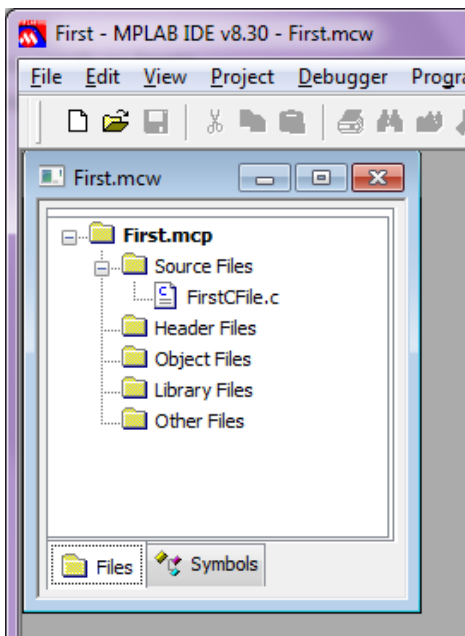 First - MPLAB IDE v8.30 - First.mcw
File Edit View Project Debugger
First.mcw
First.mcp
Source Files
FirstCFile.c
Header Files
Object Files
Library Files
Other Files
Files Symbols